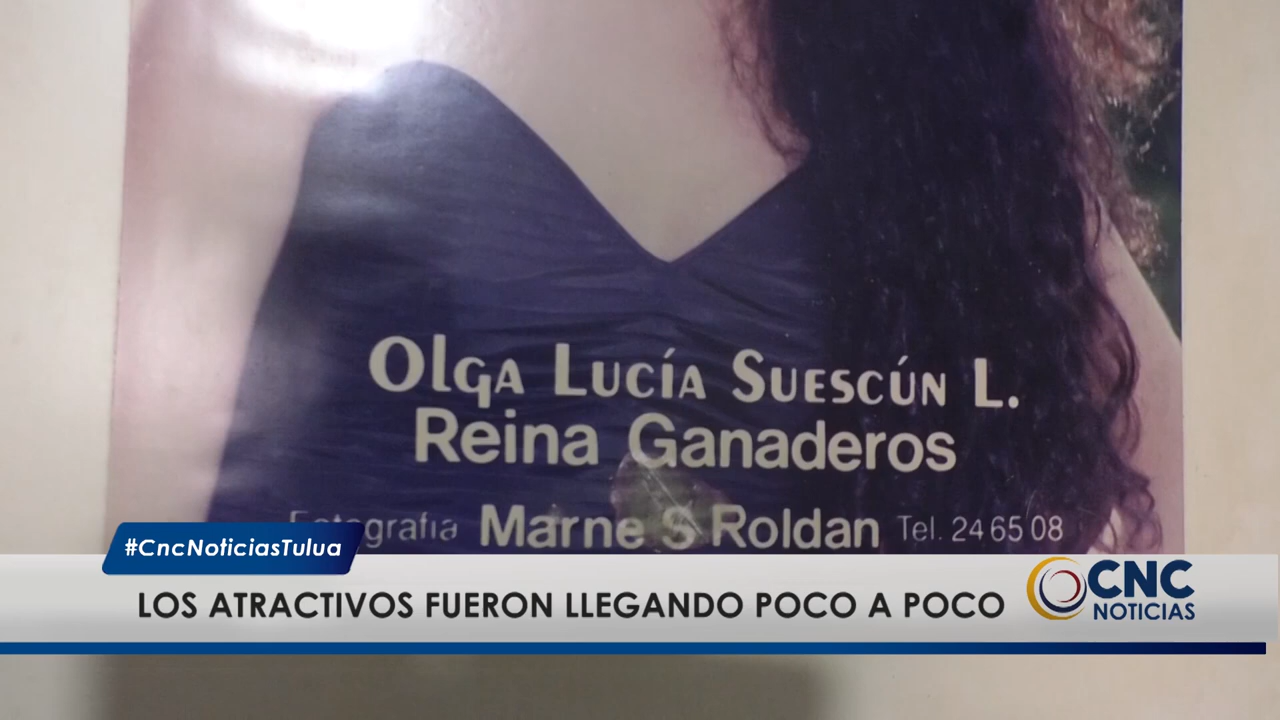 Olga Lucía Suescún L.
Reina Ganaderos
Fotografia Marne S Roldan Tel. 24 65 08
#CncNoticiasTulua
LOS ATRACTIVOS FUERON LLEGANDO POCO A POCO
CNC
NOTICIAS